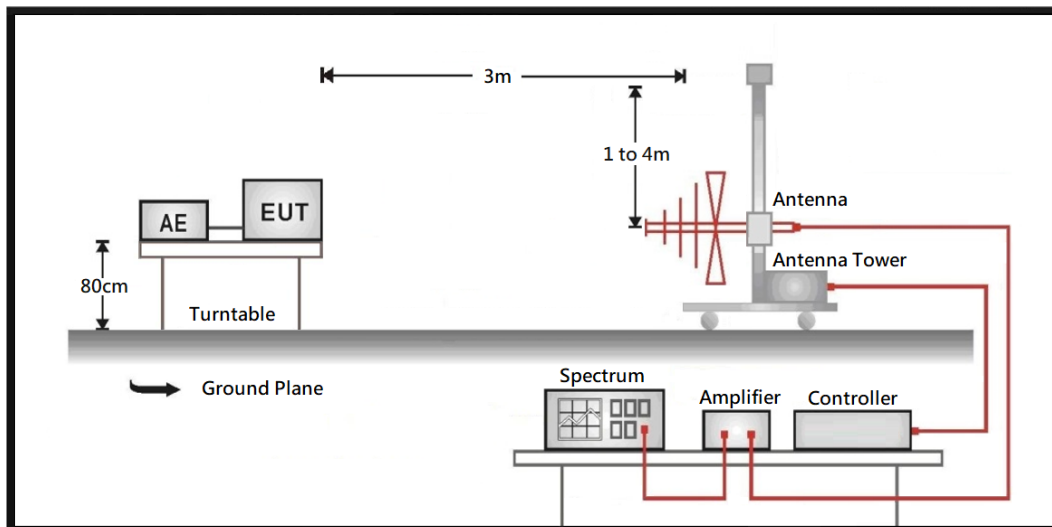 3m
1 to 4m
AE
EUT
Antenna
Antenna Tower
80cm
Turntable
Ground Plane
Spectrum
Amplifier
Controller